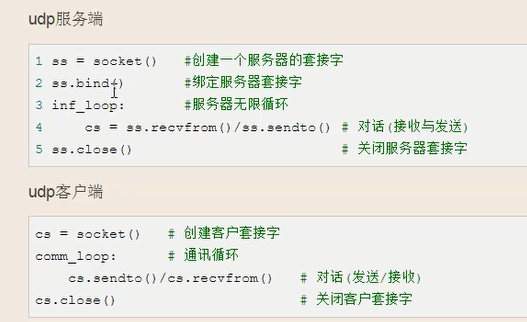 udp服务端
1 ss = socket() #创建一个服务器的套接字
2 ss.bind() #绑定服务器套接字
3 inf_loop: #服务器无限循环
4 cs = ss.recvfrom()/ss.sendto() # 对话(接收与发送)
5 ss.close() # 关闭服务器套接字
udp客户端
cs = socket() # 创建客户套接字
comm_loop: # 通讯循环
cs.sendto()/cs.recvfrom() # 对话(发送/接收)
cs.close() # 关闭客户套接字